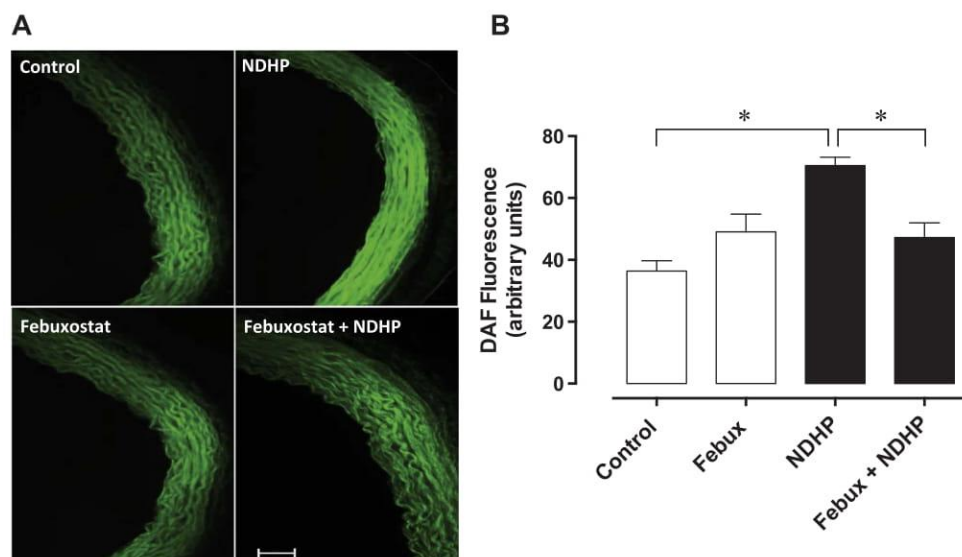 A
Control
NDHP
Febuxostat
Febuxostat + NDHP
B
*
*
DAF Fluorescence
(arbitrary units)
80
60
40
20
0
Control
Febux
NDHP
Febux + NDHP